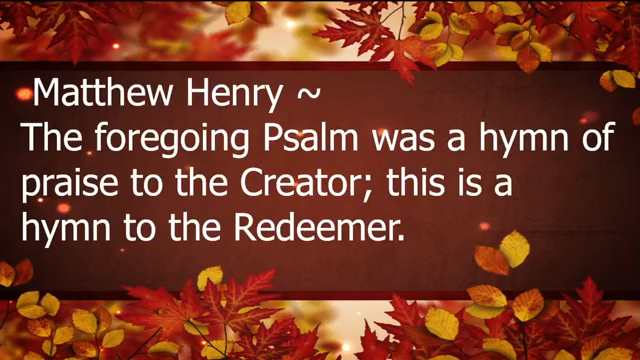 Matthew Henry ~
The foregoing Psalm was a hymn of
praise to the Creator; this is a
hymn to the Redeemer.